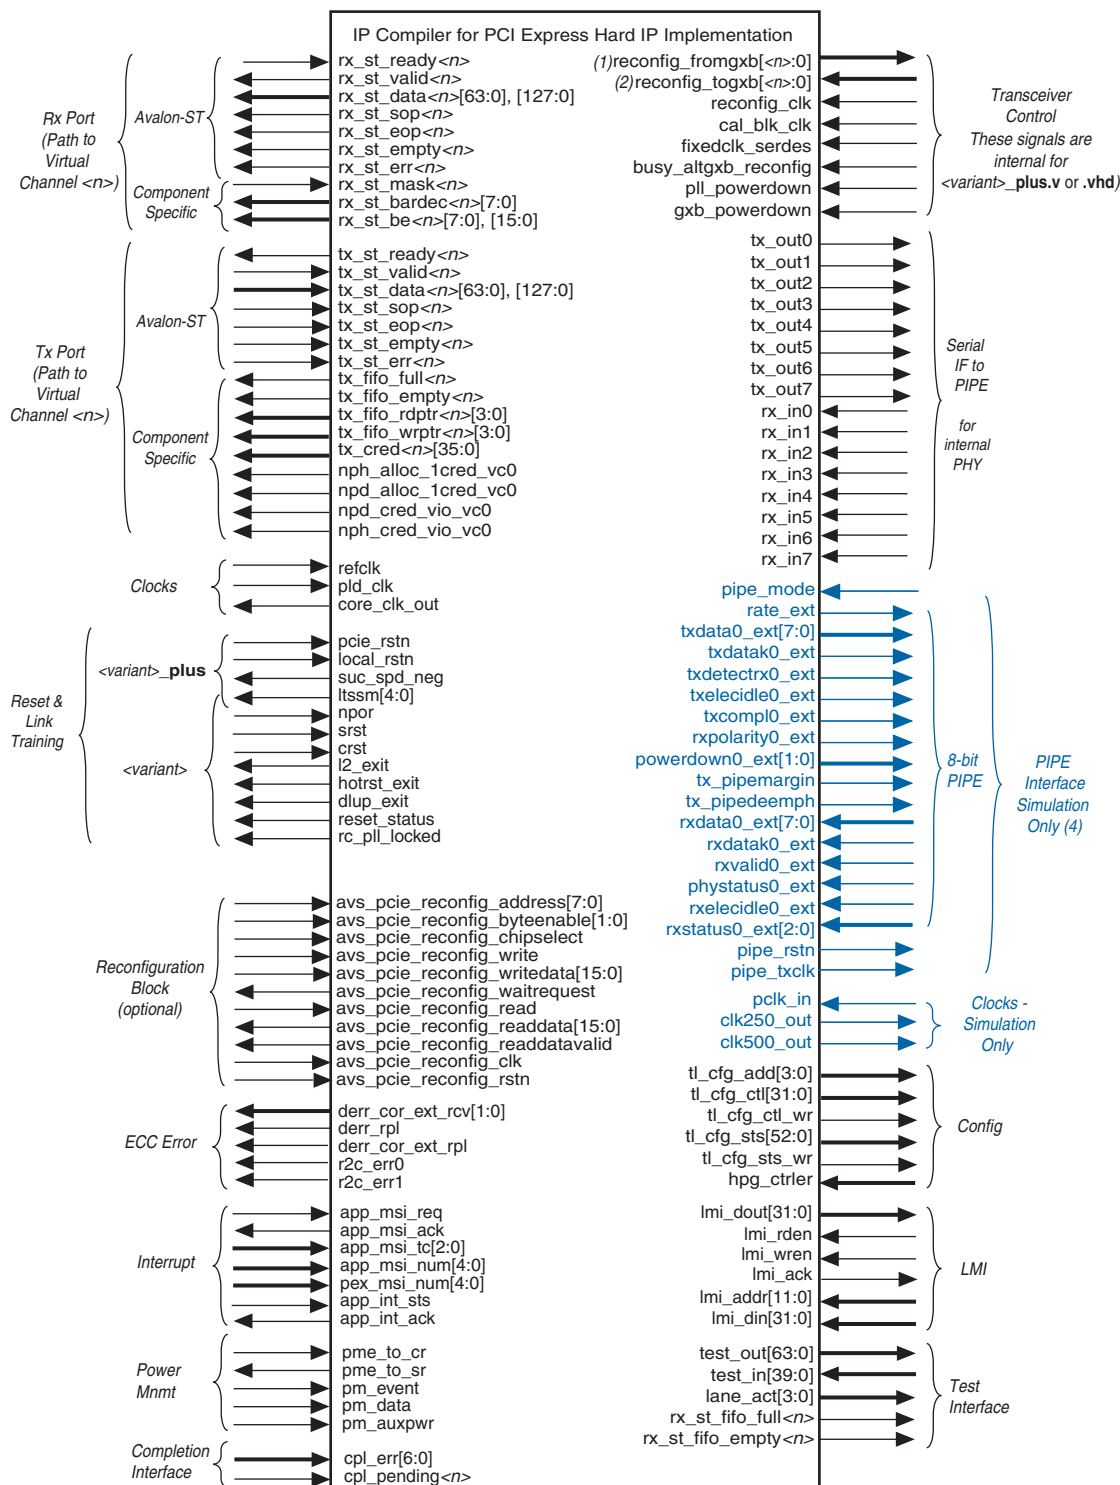 IP Compiler for PCI Express Hard IP Implementation
Rx Port
(Path to
Virtual
Channel <n>)
Avalon-ST
rx_st_ready<n>
rx_st_valid<n>
rx_st_data<n>[63:0], [127:0]
rx_st_sop<n>
rx_st_eop<n>
rx_st_empty<n>
rx_st_err<n>
Component
Specific
rx_st_mask<n>
rx_st_bardec<n>[7:0]
rx_st_be<n>[7:0], [15:0]
Tx Port
(Path to
Virtual
Channel <n>)
Avalon-ST
tx_st_ready<n>
tx_st_valid<n>
tx_st_data<n>[63:0], [127:0]
tx_st_sop<n>
tx_st_eop<n>
tx_st_empty<n>
tx_st_err<n>
Component
Specific
tx_fifo_full<n>
tx_fifo_empty<n>
tx_fifo_rdptr<n>[3:0]
tx_fifo_wrptr<n>[3:0]
tx_cred<n>[35:0]
nph_alloc_1cred_vc0
npd_alloc_1cred_vc0
npd_cred_vio_vc0
nph_cred_vio_vc0
Clocks
refclk
pld_clk
core_clk_out
Reset &
Link
Training
<variant>_plus
pcie_rstn
local_rstn
suc_spd_neg
ltssm[4:0]
<variant>
npor
srst
crst
l2_exit
hotrst_exit
dlup_exit
reset_status
rc_pll_locked
Reconfiguration
Block
(optional)
avs_pcie_reconfig_address[7:0]
avs_pcie_reconfig_byteenable[1:0]
avs_pcie_reconfig_chipselect
avs_pcie_reconfig_write
avs_pcie_reconfig_writedata[15:0]
avs_pcie_reconfig_waitrequest
avs_pcie_reconfig_read
avs_pcie_reconfig_readdata[15:0]
avs_pcie_reconfig_readdatavalid
avs_pcie_reconfig_clk
avs_pcie_reconfig_rstn
ECC Error
derr_cor_ext_rcv[1:0]
derr_rpl
derr_cor_ext_rpl
r2c_err0
r2c_err1
Interrupt
app_msi_req
app_msi_ack
app_msi_tc[2:0]
app_msi_num[4:0]
pex_msi_num[4:0]
app_int_sts
app_int_ack
Power
Mnmt
pme_to_cr
pme_to_sr
pm_event
pm_data
pm_auxpwr
Completion
Interface
cpl_err[6:0]
cpl_pending<n>
(1)reconfig_fromgxb[<n>:0]
(2)reconfig_togxb[<n>:0]
reconfig_clk
cal_blk_clk
fixedclk_serdes
busy_altgxb_reconfig
pll_powerdown
gxb_powerdown
Transceiver
Control
These signals are
internal for
<variant>_plus.v or .vhd)
tx_out0
tx_out1
tx_out2
tx_out3
tx_out4
tx_out5
tx_out6
tx_out7
rx_in0
rx_in1
rx_in2
rx_in3
rx_in4
rx_in5
rx_in6
rx_in7
Serial
IF to
PIPE
for
internal
PHY
pipe_mode
rate_ext
txdata0_ext[7:0]
txdatak0_ext
txdetectrx0_ext
txelecidle0_ext
txcompl0_ext
rxpolarity0_ext
powerdown0_ext[1:0]
tx_pipemargin
tx_pipedeemph
rxdata0_ext[7:0]
rxdatak0_ext
rxvalid0_ext
phystatus0_ext
rxelecidle0_ext
rxstatus0_ext[2:0]
pipe_rstn
pipe_txclk
8-bit
PIPE
PIPE
Interface
Simulation
Only (4)
pclk_in
clk250_out
clk500_out
Clocks -
Simulation
Only
tl_cfg_add[3:0]
tl_cfg_ctl[31:0]
tl_cfg_ctl_wr
tl_cfg_sts[52:0]
tl_cfg_sts_wr
hpg_ctrler
Config
lmi_dout[31:0]
lmi_rden
lmi_wren
lmi_ack
lmi_addr[11:0]
lmi_din[31:0]
LMI
test_out[63:0]
test_in[39:0]
lane_act[3:0]
rx_st_fifo_full<n>
rx_st_fifo_empty<n>
Test
Interface